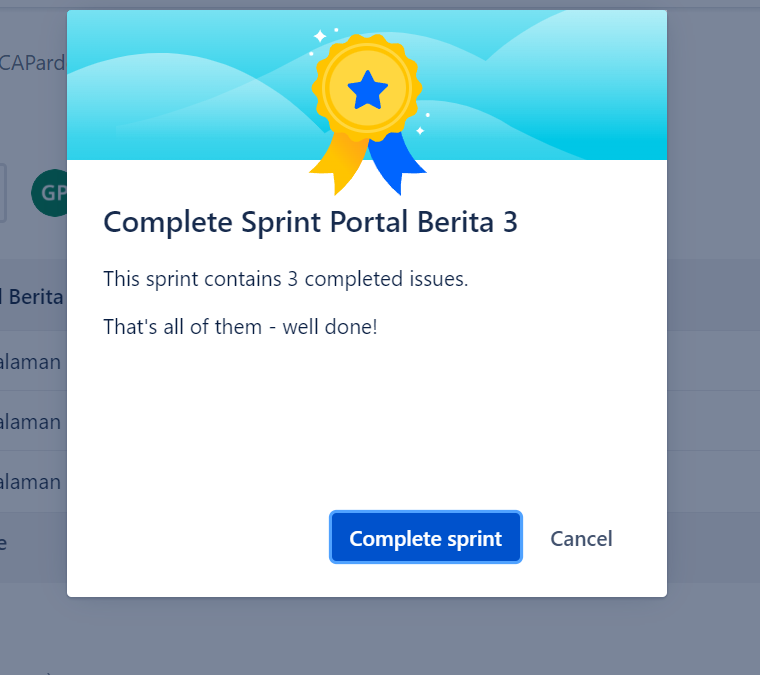 CAPard
GP
Complete Sprint Portal Berita 3
This sprint contains 3 completed issues.
Berita
That's all of them - well done!
alaman
alaman
alaman
Complete sprint
Cancel